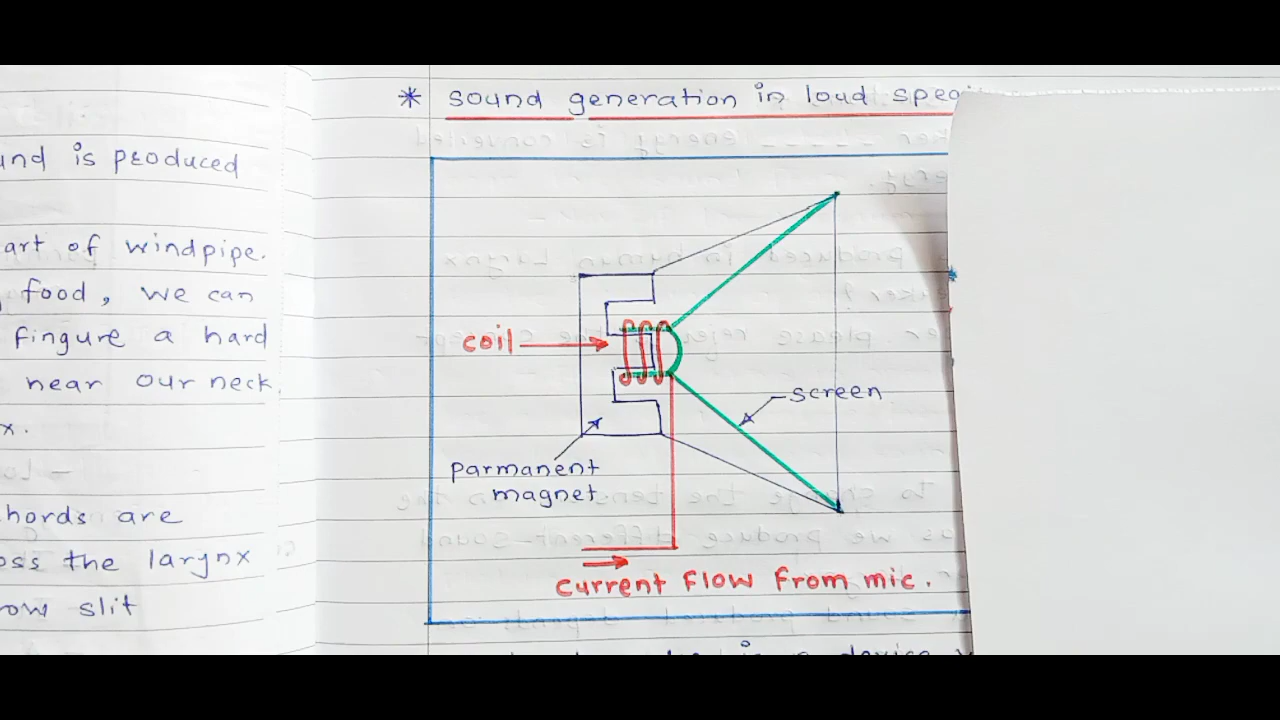 * sound generation in loud spea
und is produced
art of windpipe.
food, we can
fingure a hard
near our neck.
x.
hords are
oss the larynx
ow slit
coil
screen
parmanent
magnet
current flow from mic.